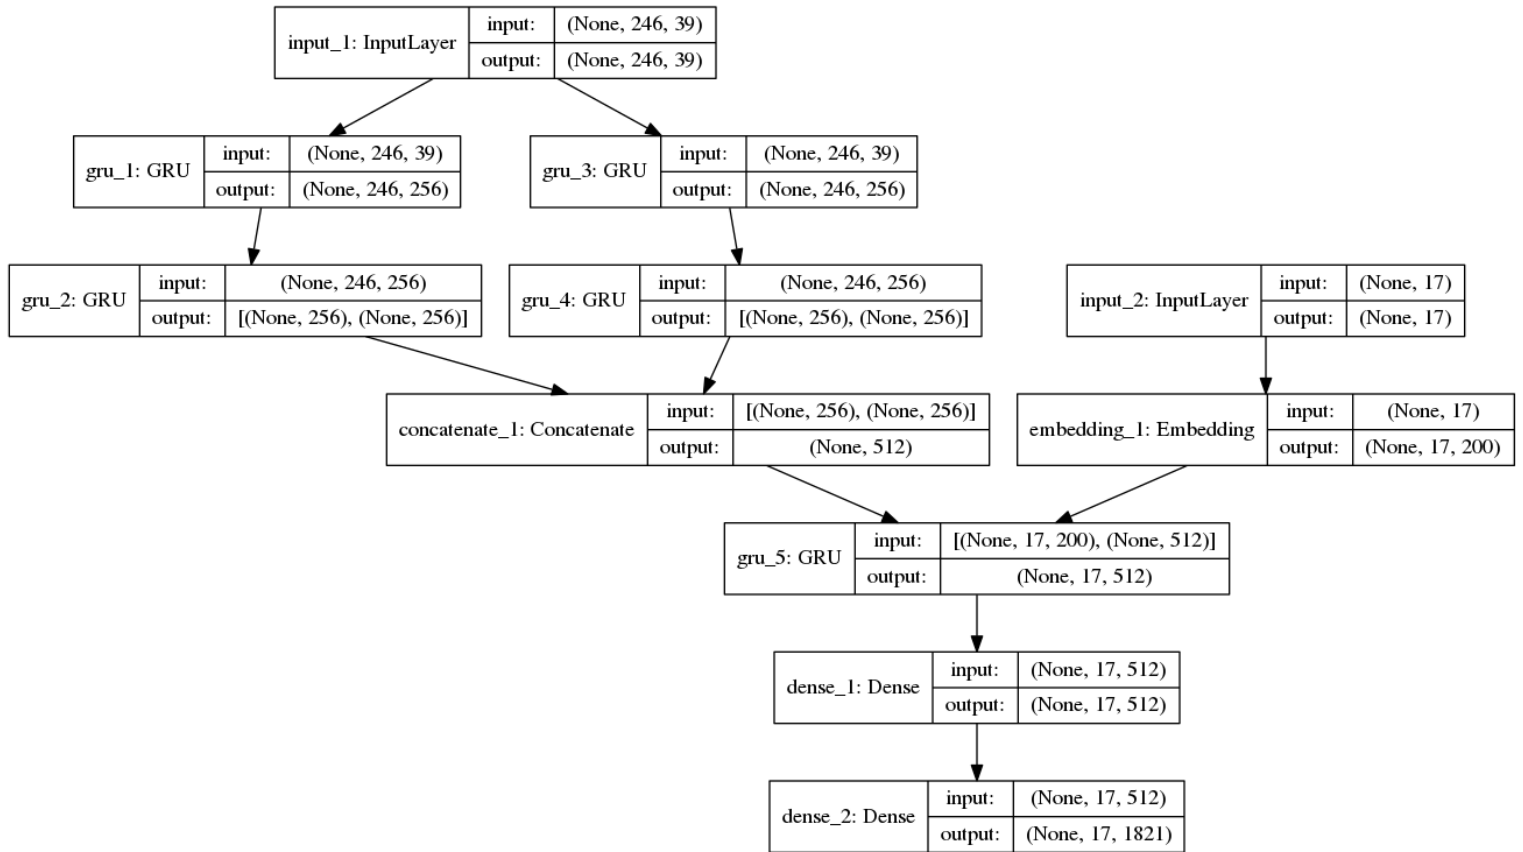 input_1: InputLayer
input: (None, 246, 39)
output: (None, 246, 39)
gru_1: GRU
input: (None, 246, 39)
output: (None, 246, 256)
gru_3: GRU
input: (None, 246, 39)
output: (None, 246, 256)
gru_2: GRU
input: (None, 246, 256)
output: [(None, 256), (None, 256)]
gru_4: GRU
input: (None, 246, 256)
output: [(None, 256), (None, 256)]
input_2: InputLayer
input: (None, 17)
output: (None, 17)
concatenate_1: Concatenate
input: [(None, 256), (None, 256)]
output: (None, 512)
embedding_1: Embedding
input: (None, 17)
output: (None, 17, 200)
gru_5: GRU
input: [(None, 17, 200), (None, 512)]
output: (None, 17, 512)
dense_1: Dense
input: (None, 17, 512)
output: (None, 17, 512)
dense_2: Dense
input: (None, 17, 512)
output: (None, 17, 1821)